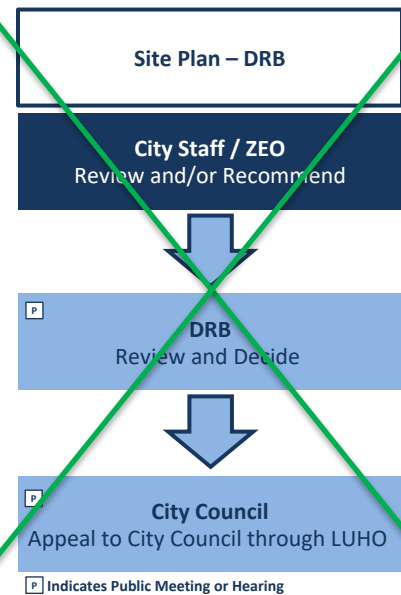 Site Plan – DRB
City Staff / ZEO
Review and/or Recommend
P
DRB
Review and Decide
P
City Council
Appeal to City Council through LUHO
P Indicates Public Meeting or Hearing